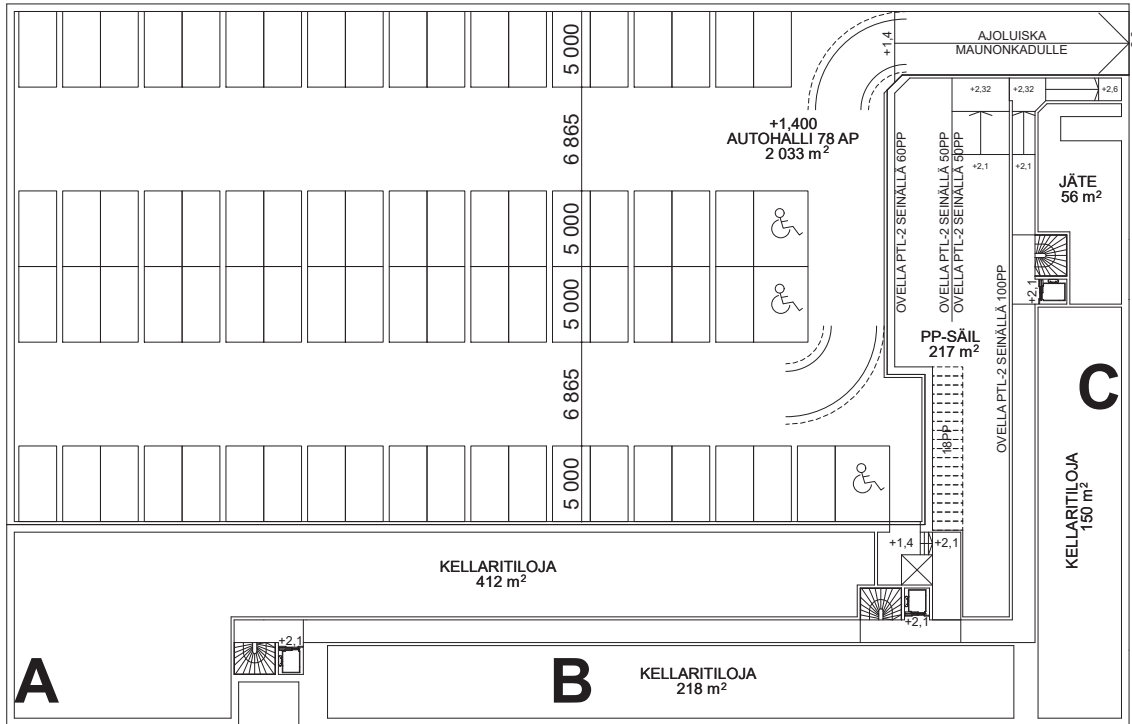 5 000
+1,4
AJOLUISKA
MAUNONKADULLE
+2,32
+2,32
+2,6
+1,400
AUTOHALLI 78 AP
2 033 m²
6 865
OVELLA PTL-2 SEINÄLLÄ 60PP
OVELLA PTL-2 SEINÄLLÄ 50PP
OVELLA PTL-2 SEINÄLLÄ 50PP
+2,1
+2,1
JÄTE
56 m²
5 000
5 000
+2,1
OVELLA PTL-2 SEINÄLLÄ 100PP
PP-SÄIL
217 m²
C
6 865
18PP
5 000
KELLARITILOJA
150 m²
+1,4
+2,1
KELLARITILOJA
412 m²
+2,1
+2,1
A
B
KELLARITILOJA
218 m²